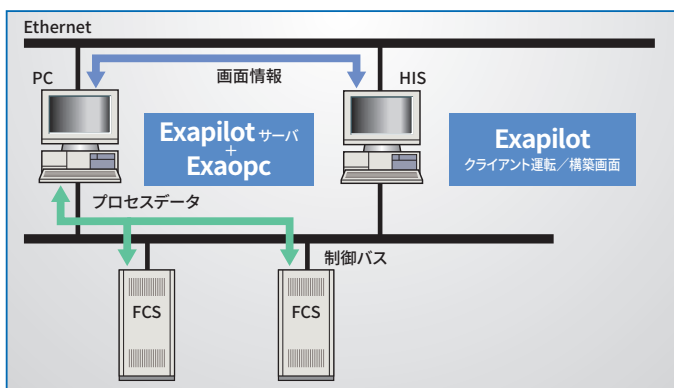 Ethernet
PC
画面情報
HIS
Exapilot サーバ
+
Exaopc
Exapilot
クライアント運転／構築画面
プロセスデータ
制御バス
FCS
FCS